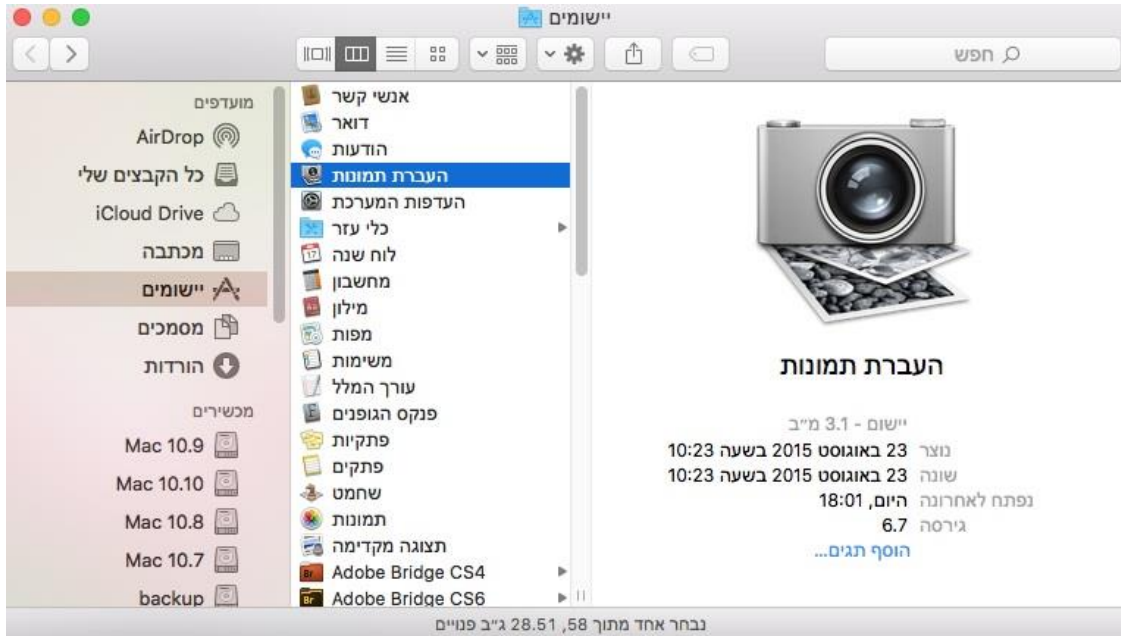 יישומים
חפש
מועדפים
AirDrop
כל הקבצים שלי
iCloud Drive
מכתבה
יישומים
מסמכים
הורדות
מכשירים
Mac 10.9
Mac 10.10
Mac 10.8
Mac 10.7
backup
אנשי קשר
דואר
הודעות
העברת תמונות
העדפות המערכת
כלי עזר
לוח שנה
מחשבון
מילון
מפות
משימות
עורך המלל
פנקס הגופנים
פתקיות
פתקים
שחמט
תמונות
תצוגה מקדימה
Adobe Bridge CS4
Adobe Bridge CS6
העברת תמונות
יישום - 3.1 מ״ב
נוצר 23 באוגוסט 2015 בשעה 10:23
שונה 23 באוגוסט 2015 בשעה 10:23
נפתח לאחרונה היום, 18:01
גירסה 6.7
הוסף תגים...
נבחר אחד מתוך 58, 28.51 ג״ב פנויים